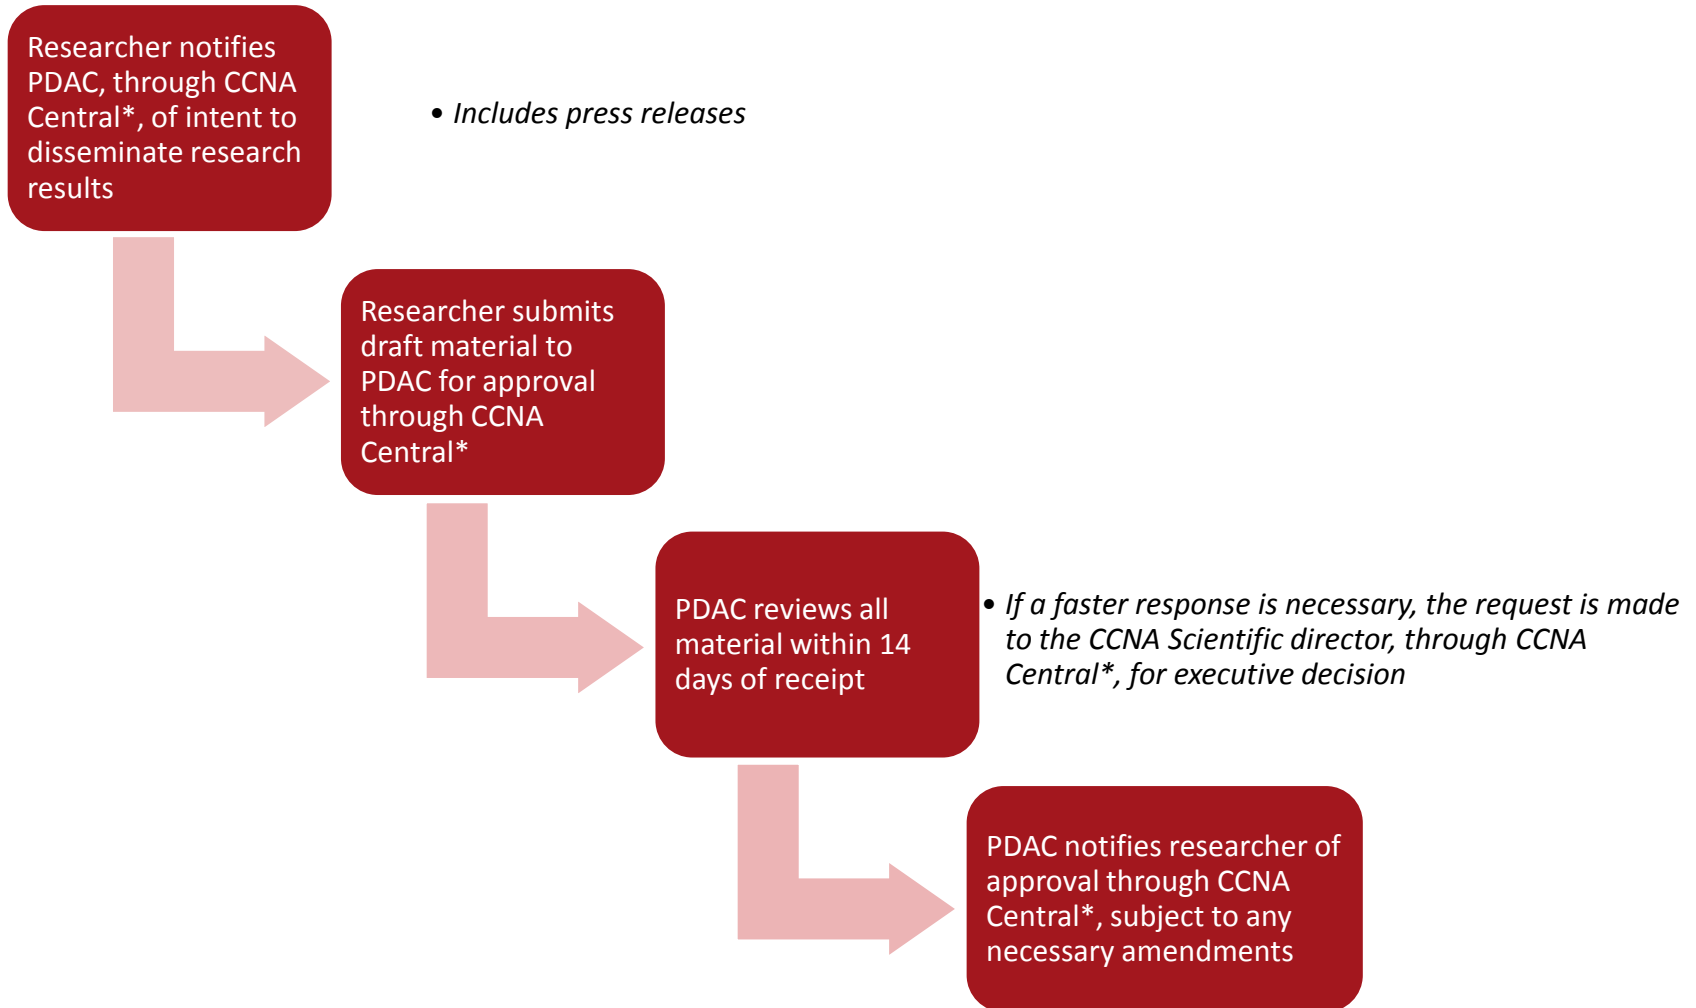 Researcher notifies
PDAC, through CCNA
Central*, of intent to
disseminate research
results
• Includes press releases
Researcher submits
draft material to
PDAC for approval
through CCNA
Central*
PDAC reviews all
material within 14
days of receipt
• If a faster response is necessary, the request is made
to the CCNA Scientific director, through CCNA
Central*, for executive decision
PDAC notifies researcher of
approval through CCNA
Central*, subject to any
necessary amendments